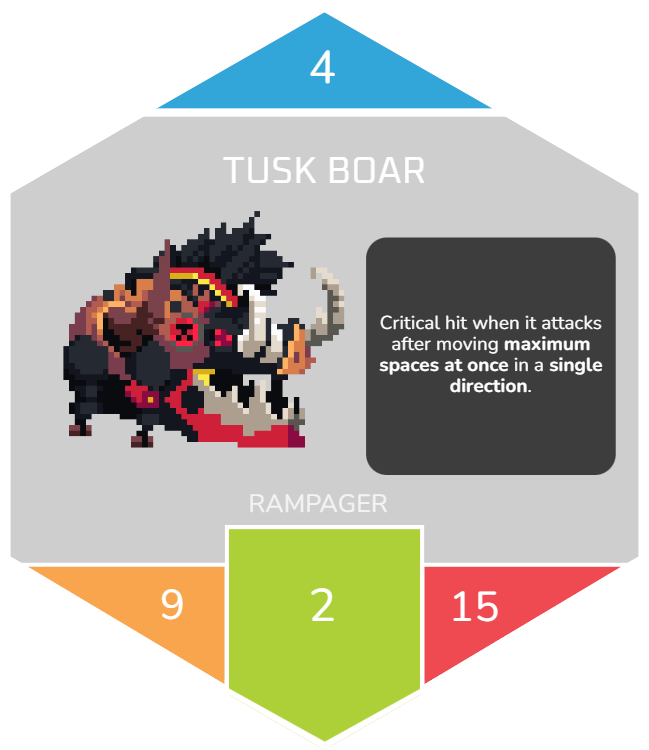 4
TUSK BOAR
Critical hit when it attacks
after moving maximum
spaces at once in a single
direction.
RAMPAGER
9
2
15